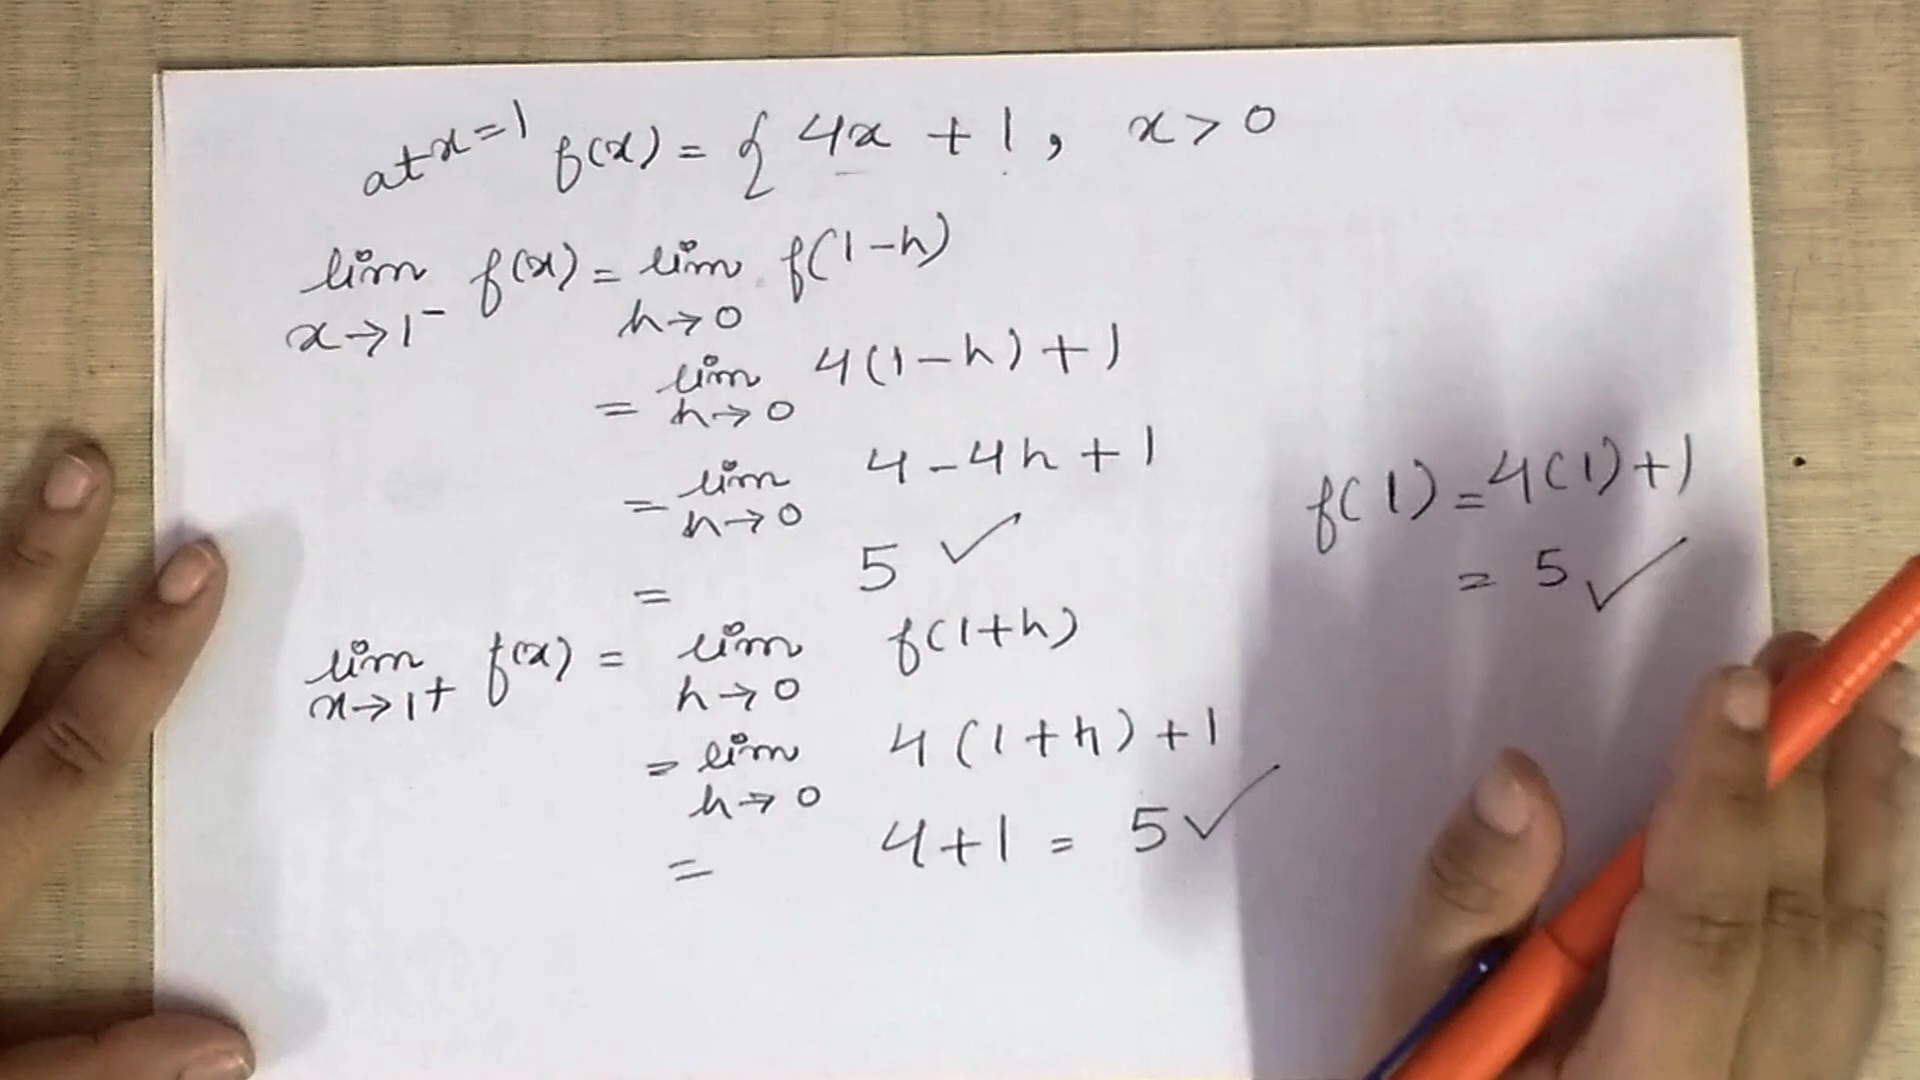 at x=1 f(x) = { 4x + 1, x > 0
lim f(x) = lim f(1-h)
x→1⁻ h→0
= lim 4(1-h)+1
h→0
= lim 4-4h+1
h→0
= 5 ✓
lim f(x) = lim f(1+h)
x→1+ h→0
= lim 4(1+h)+1
h→0
= 4+1 = 5 ✓
f(1) = 4(1)+1
= 5 ✓